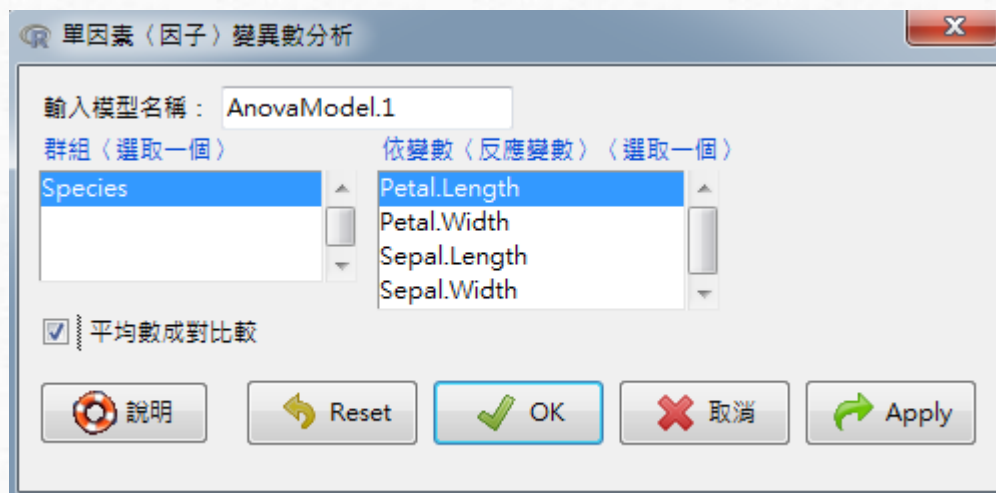 單因素（因子）變異數分析
輸入模型名稱： AnovaModel.1
群組（選取一個） 依變數（反應變數）（選取一個）
Species Petal.Length
Petal.Width
Sepal.Length
Sepal.Width
平均數成對比較
說明 Reset OK 取消 Apply